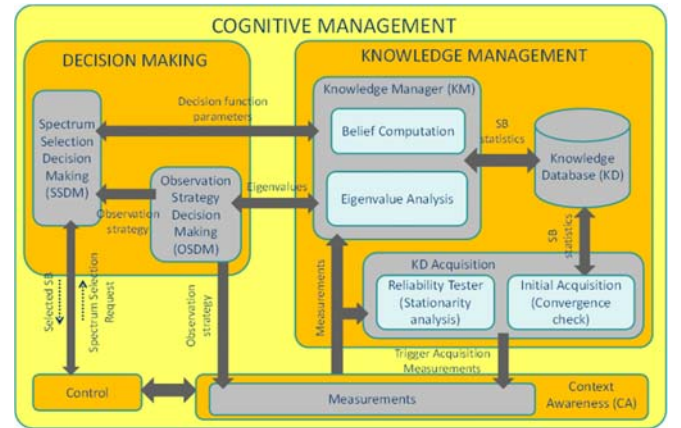 COGNITIVE MANAGEMENT
DECISION MAKING
KNOWLEDGE MANAGEMENT
Spectrum
Selection
Decision
Making
(SSDM)
Decision function
parameters
Knowledge Manager (KM)
Belief Computation
Eigenvalue Analysis
SB
statistics
Knowledge
Database (KD)
Observation
strategy
Observation
Strategy
Decision
Making
(OSDM)
Eigenvalues
SB
statistics
KD Acquisition
Reliability Tester
(Stationarity
analysis)
Initial Acquisition
(Convergence
check)
Selected SB
Spectrum Selection
Request
Observation
strategy
Measurements
Trigger Acquisition
Measurements
Control
Measurements
Context
Awareness (CA)